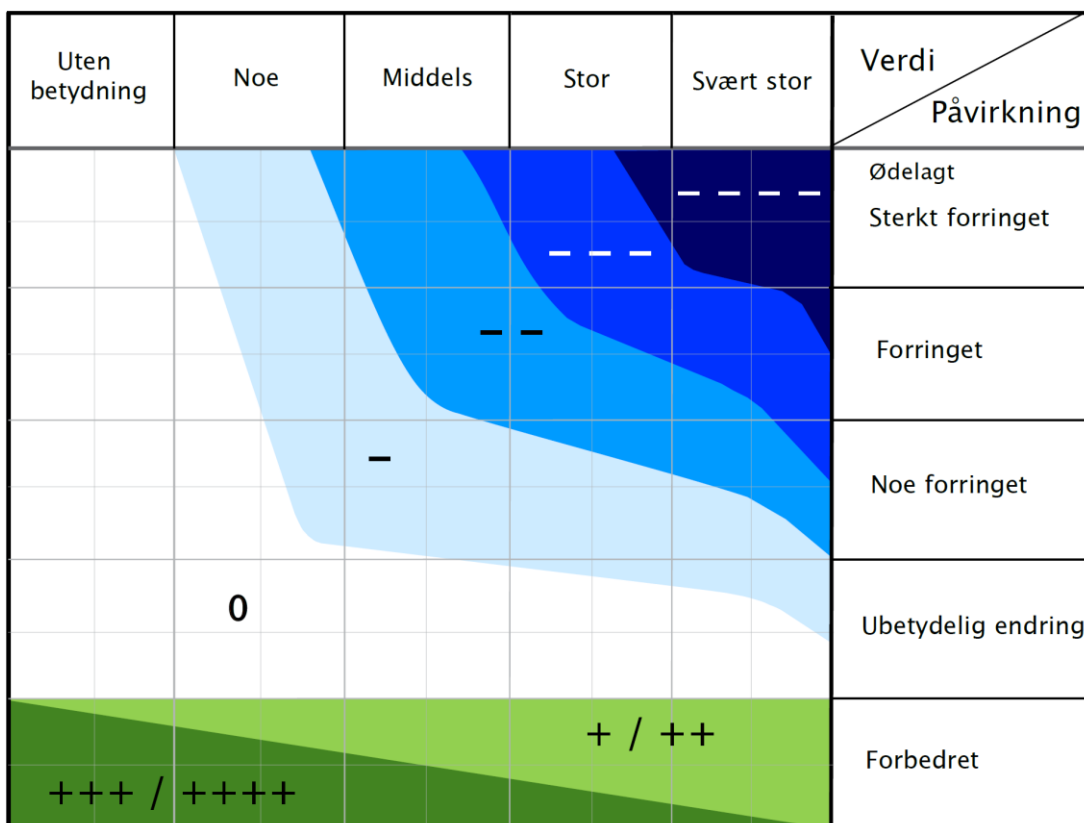 Uten
betydning
Noe
Middels
Stor
Svært stor
Verdi
Påvirkning
Ødelagt
Sterkt forringet
– – – –
– – –
Forringet
– –
Noe forringet
–
Ubetydelig endring
0
Forbedret
+ / ++
+++ / ++++